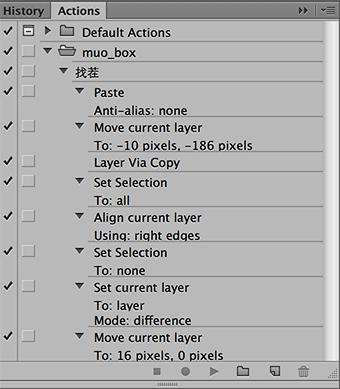 History
Actions
Default Actions
muo_box
找茬
Paste
Anti-alias: none
Move current layer
To: -10 pixels, -186 pixels
Layer Via Copy
Set Selection
To: all
Align current layer
Using: right edges
Set Selection
To: none
Set current layer
To: layer
Mode: difference
Move current layer
To: 16 pixels, 0 pixels